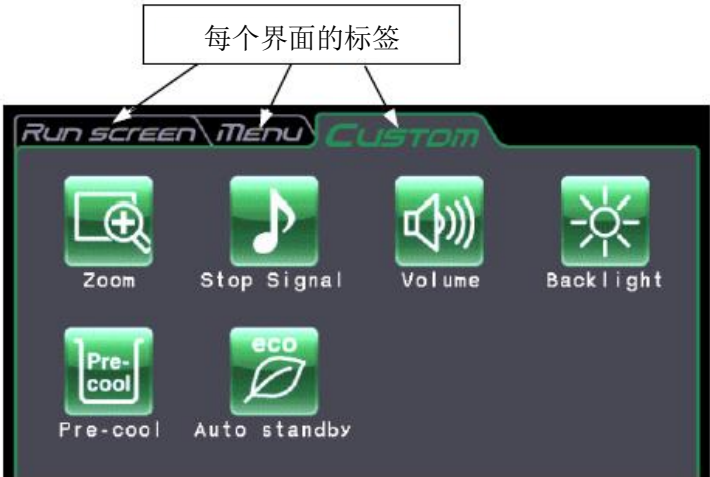 每个界面的标签
Run screen Menu Custom
Zoom Stop Signal Volume Backlight
Pre-
cool
eco
Pre-cool Auto standby